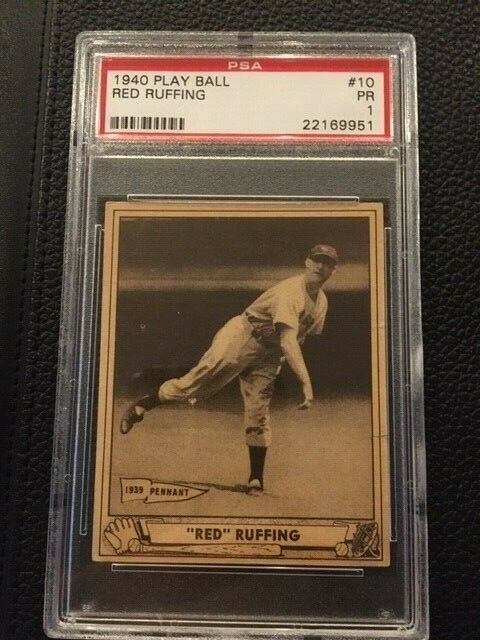 PSA
1940 PLAY BALL #10
RED RUFFING PR
1
22169951
1939 PENNANT
"RED" RUFFING